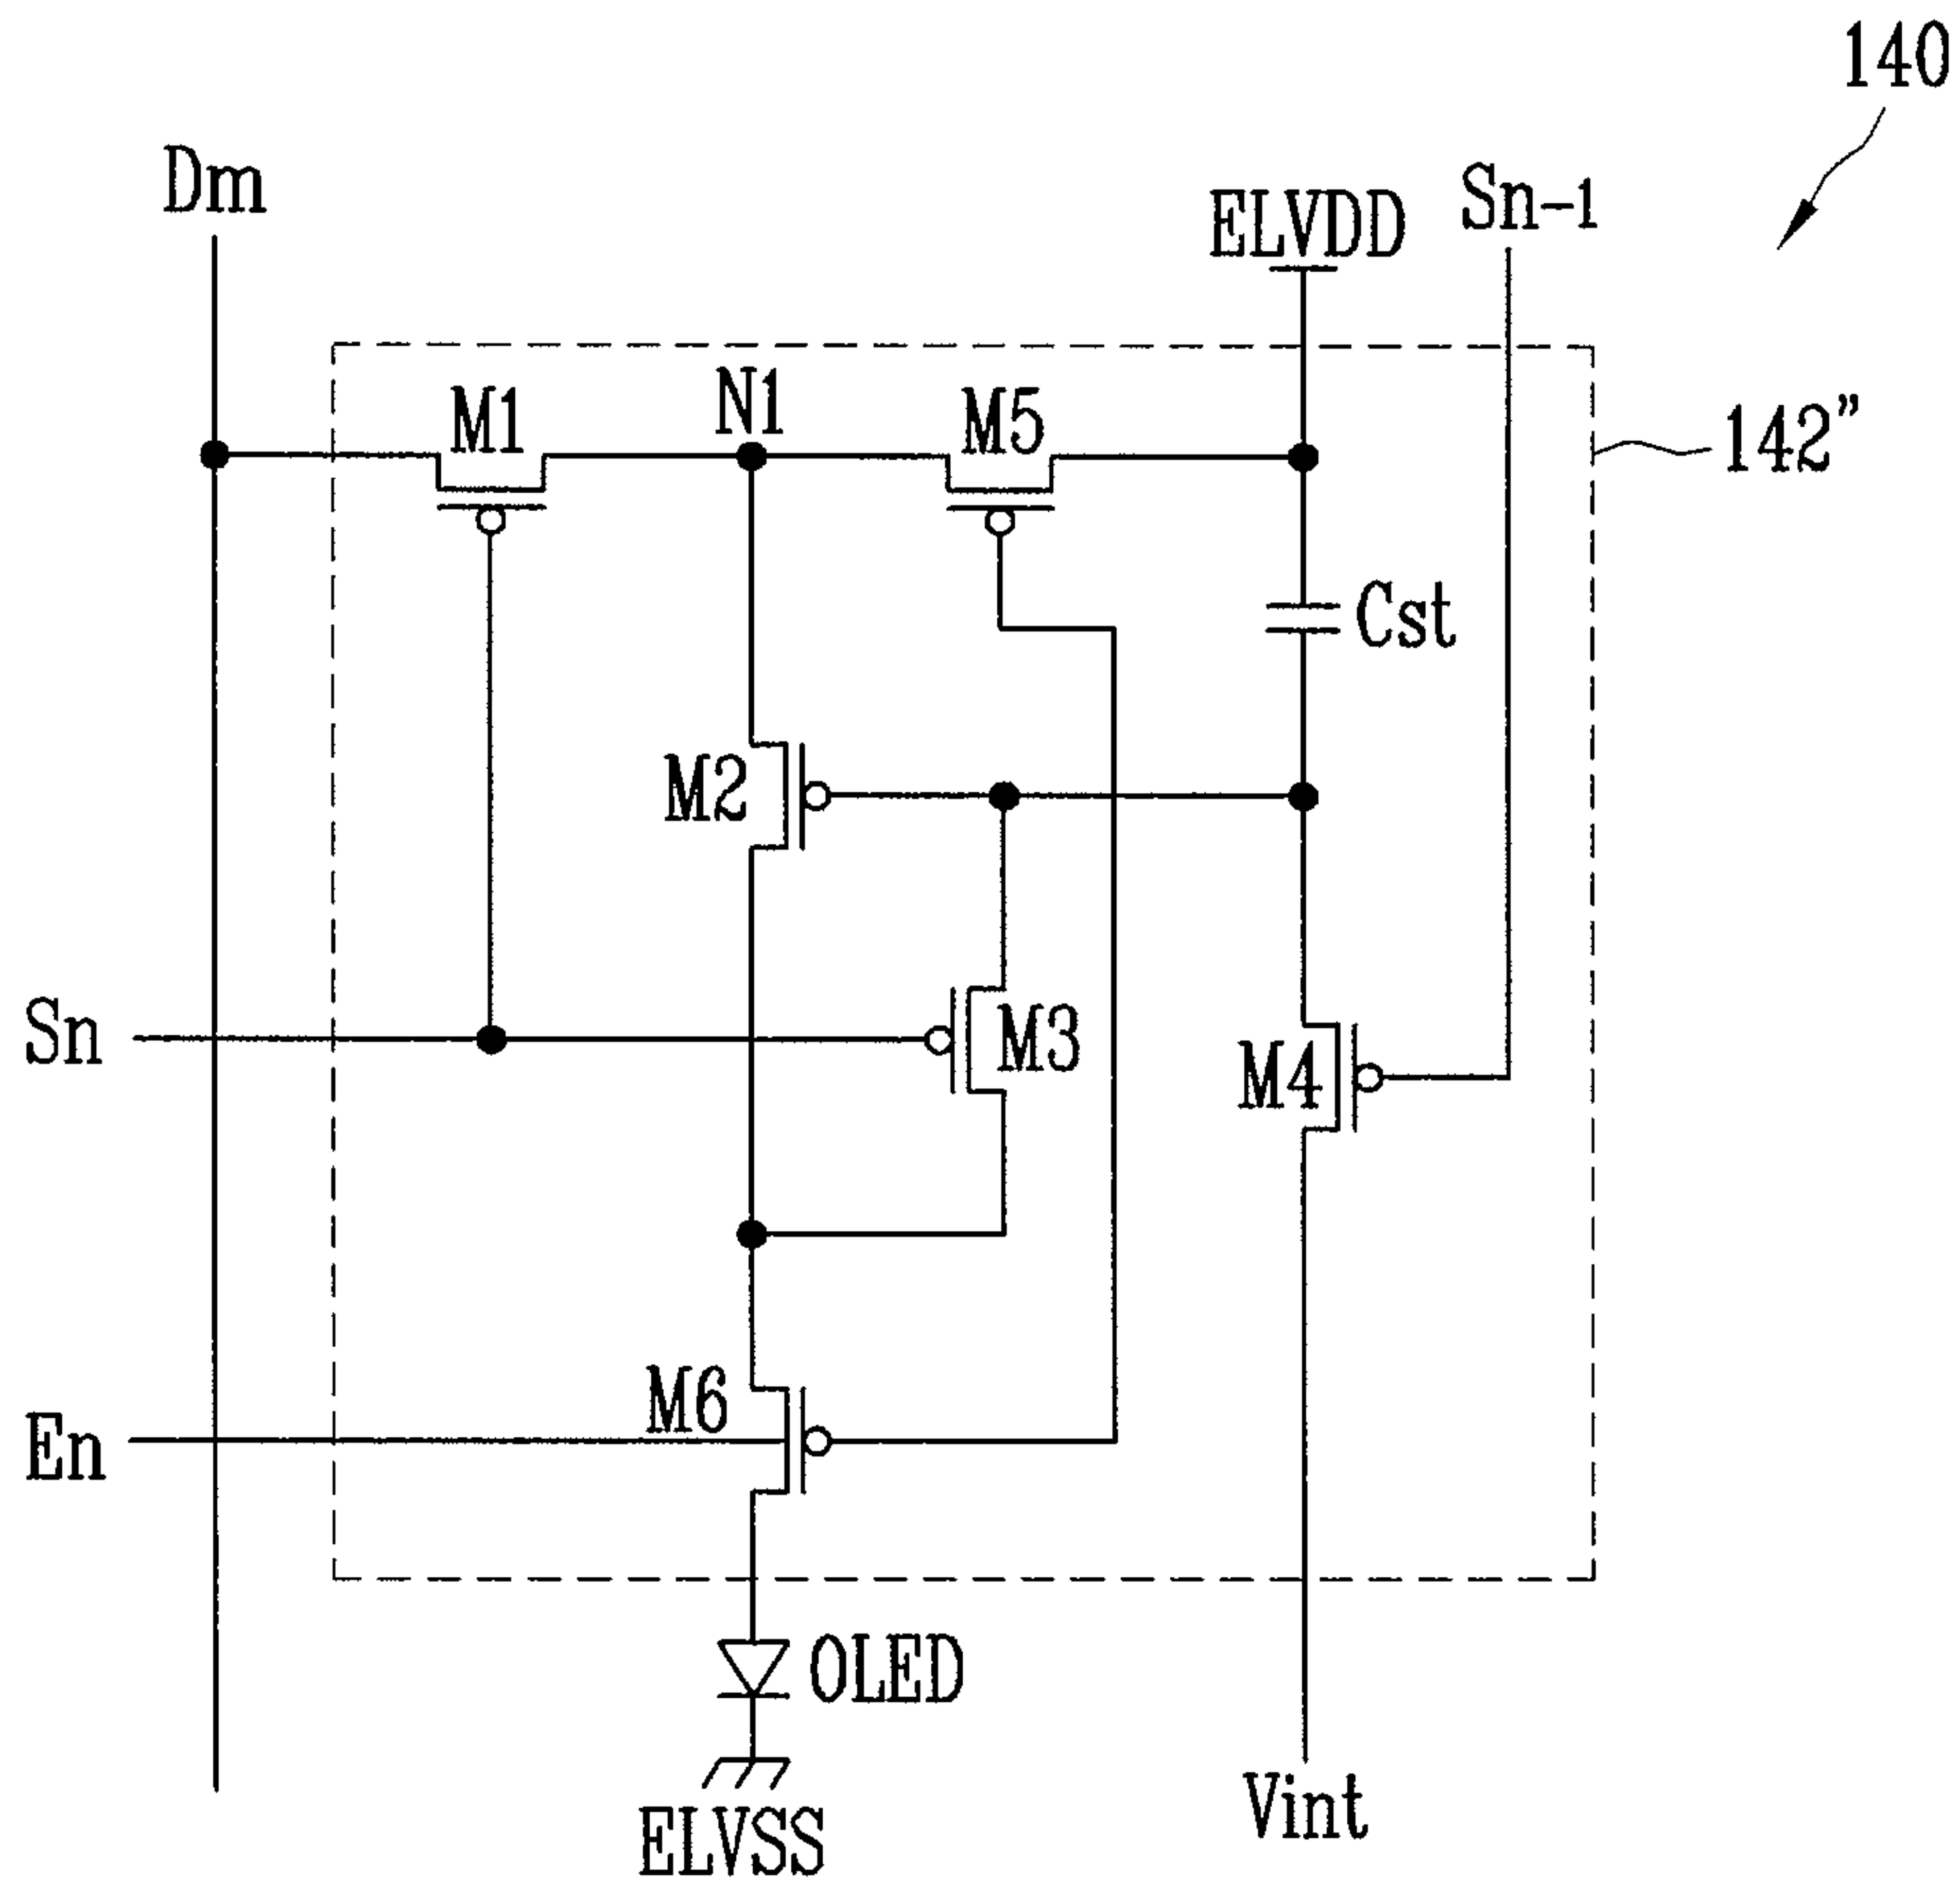 140
Dm
ELVDD
Sn-1
M1
N1
M5
142”
Cst
M2
Sn
M3
M4
M6
En
OLED
ELVSS
Vint